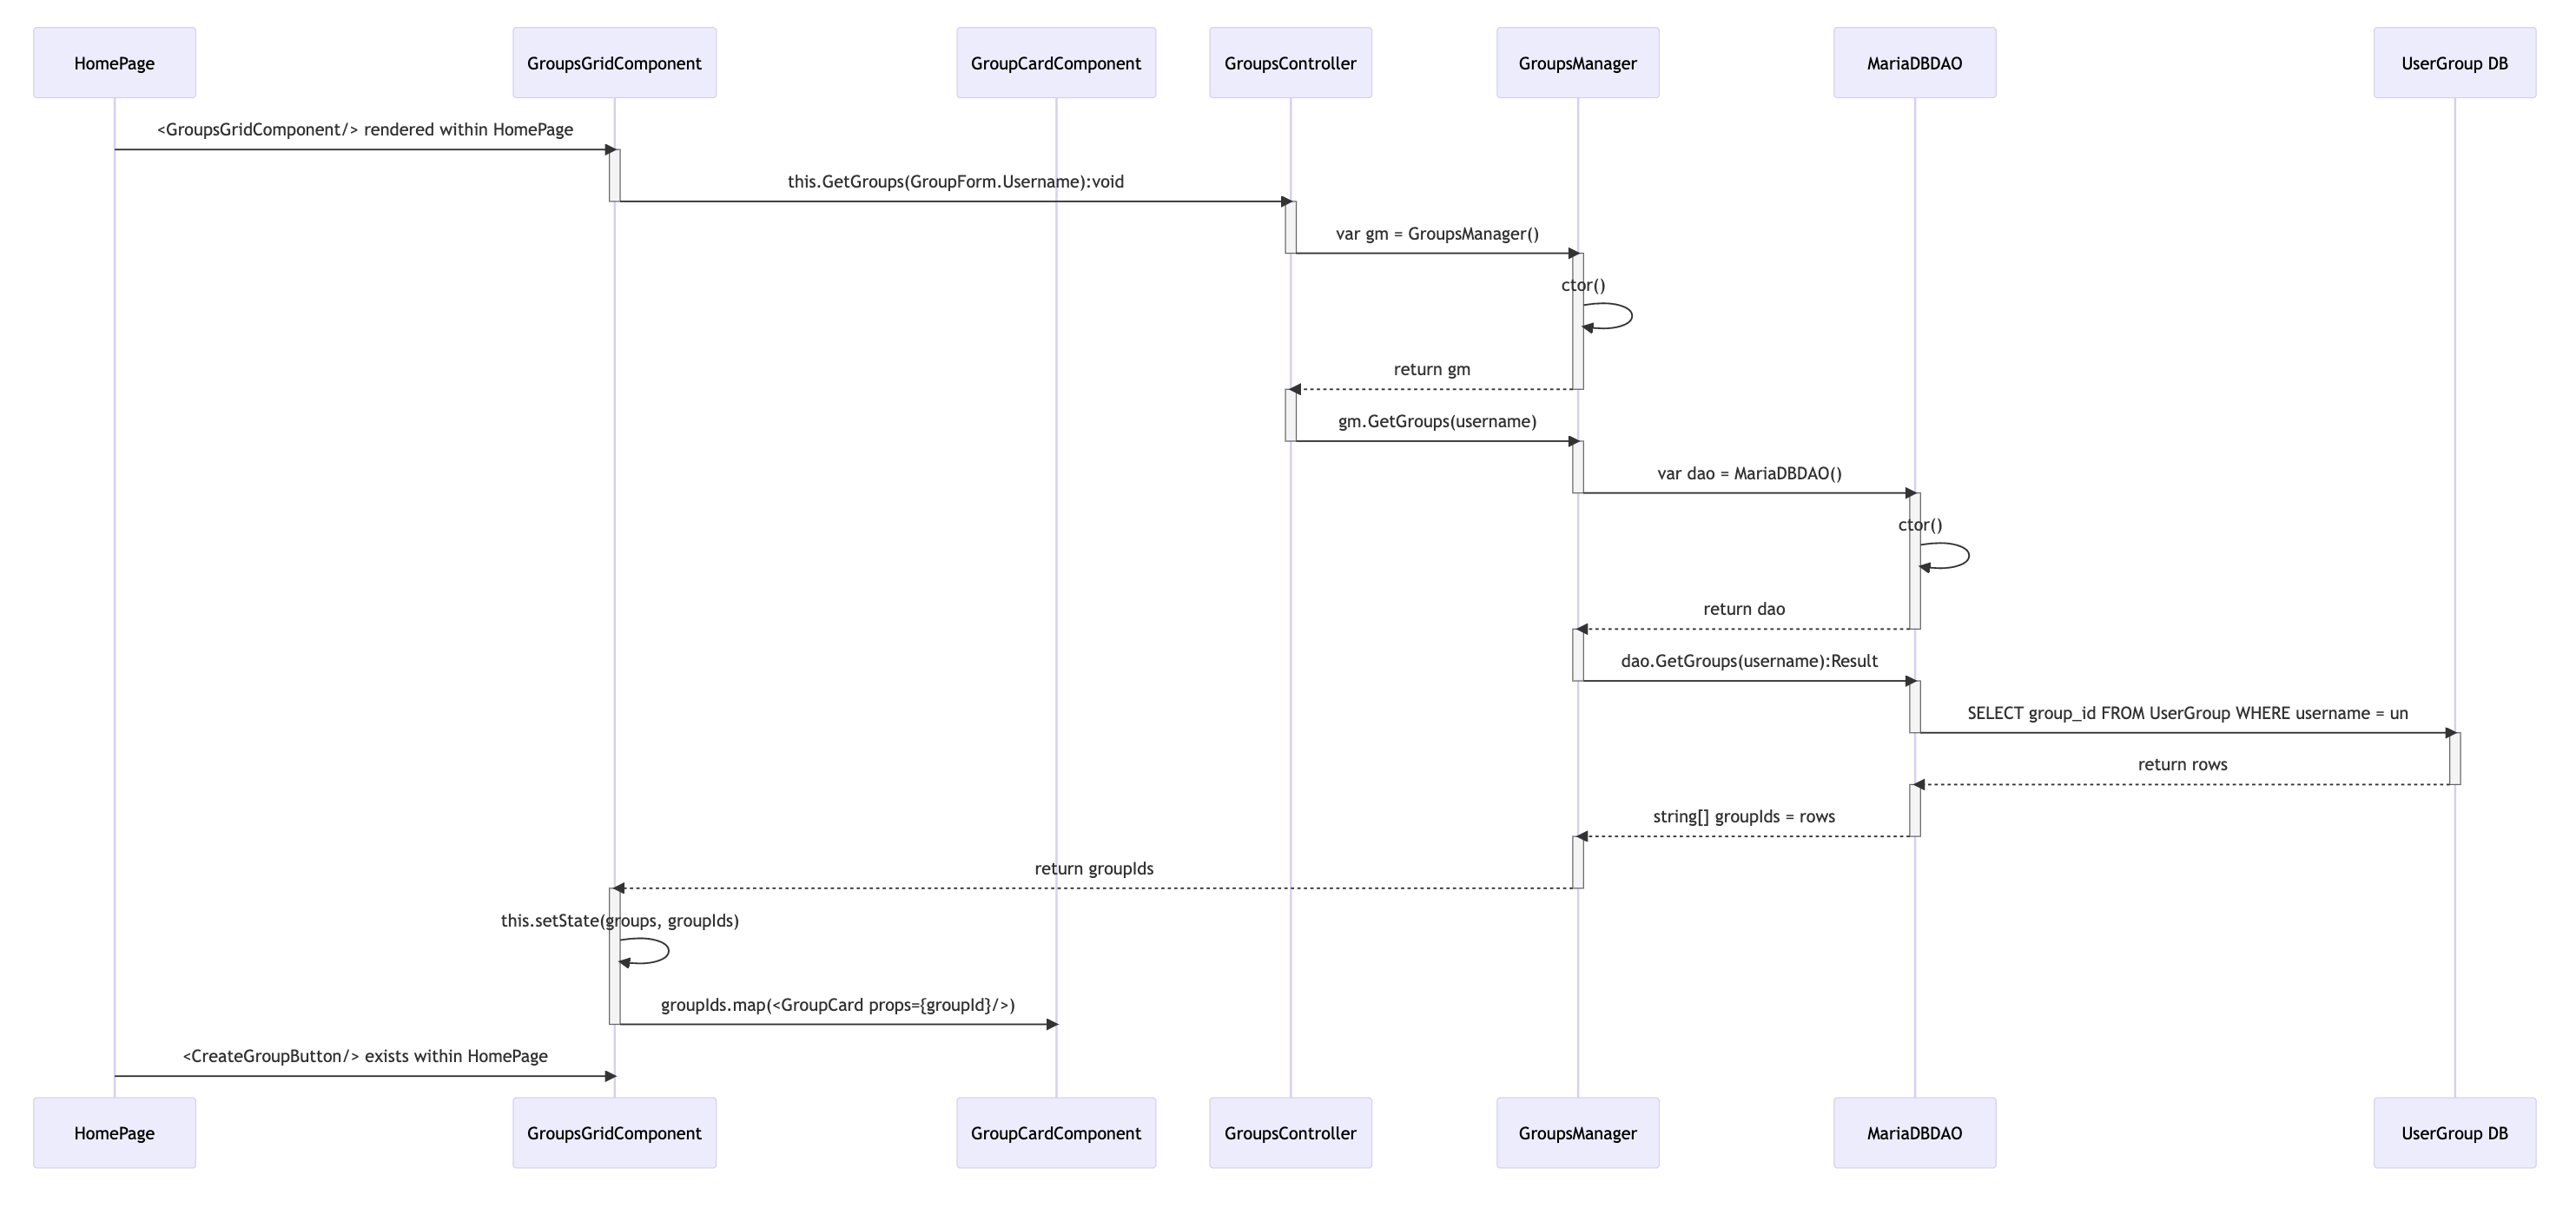 HomePage
GroupsGridComponent
GroupCardComponent
GroupsController
GroupsManager
MariaDBDAO
UserGroup DB
<GroupsGridComponent/> rendered within HomePage
this.GetGroups(GroupForm.Username):void
var gm = GroupsManager()
ctor()
return gm
gm.GetGroups(username)
var dao = MariaDBDAO()
ctor()
return dao
dao.GetGroups(username):Result
SELECT group_id FROM UserGroup WHERE username = un
return rows
string[] groupIds = rows
return groupIds
this.setState(groups, groupIds)
groupIds.map(<GroupCard props={groupId}/>)
<CreateGroupButton/> exists within HomePage
HomePage
GroupsGridComponent
GroupCardComponent
GroupsController
GroupsManager
MariaDBDAO
UserGroup DB